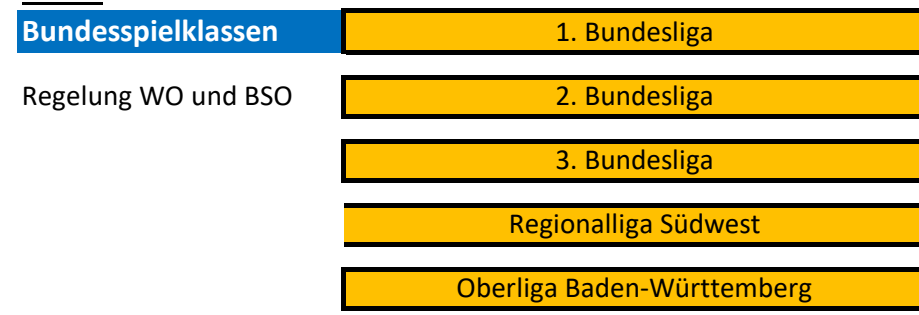 Bundesspielklassen 1. Bundesliga
Regelung WO und BSO 2. Bundesliga
3. Bundesliga
Regionalliga Südwest
Oberliga Baden-Württemberg